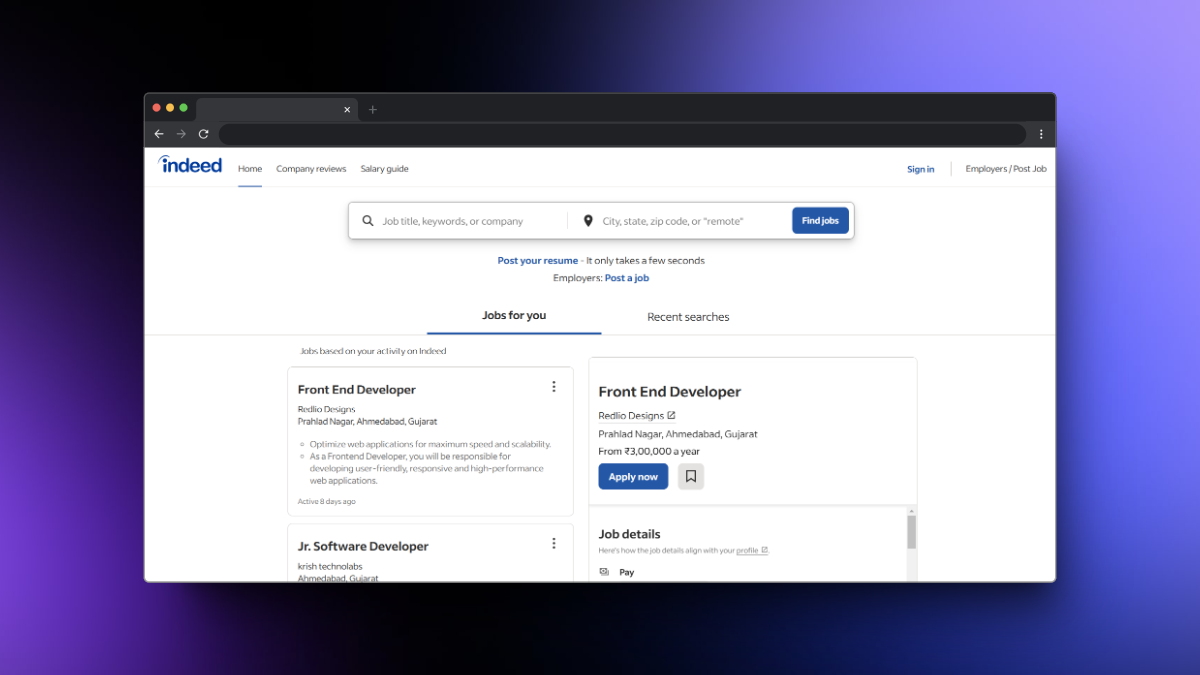 indeed
Home Company reviews Salary guide
Sign in Employers / Post Job
Job title, keywords, or company City, state, zip code, or "remote" Find jobs
Post your resume - It only takes a few seconds
Employers: Post a job
Jobs for you Recent searches
Jobs based on your activity on Indeed
Front End Developer
Redlio Designs
Prahlad Nagar, Ahmedabad, Gujarat
Optimize web applications for maximum speed and scalability.
As a Frontend Developer, you will be responsible for
developing user-friendly, responsive and high-performance
web applications.
Active 8 days ago
Jr. Software Developer
krish technolabs
Ahmedabad, Gujarat
Front End Developer
Redlio Designs
Prahlad Nagar, Ahmedabad, Gujarat
From ₹3,00,000 a year
Apply now
Job details
Here's how the job details align with your profile.
Pay